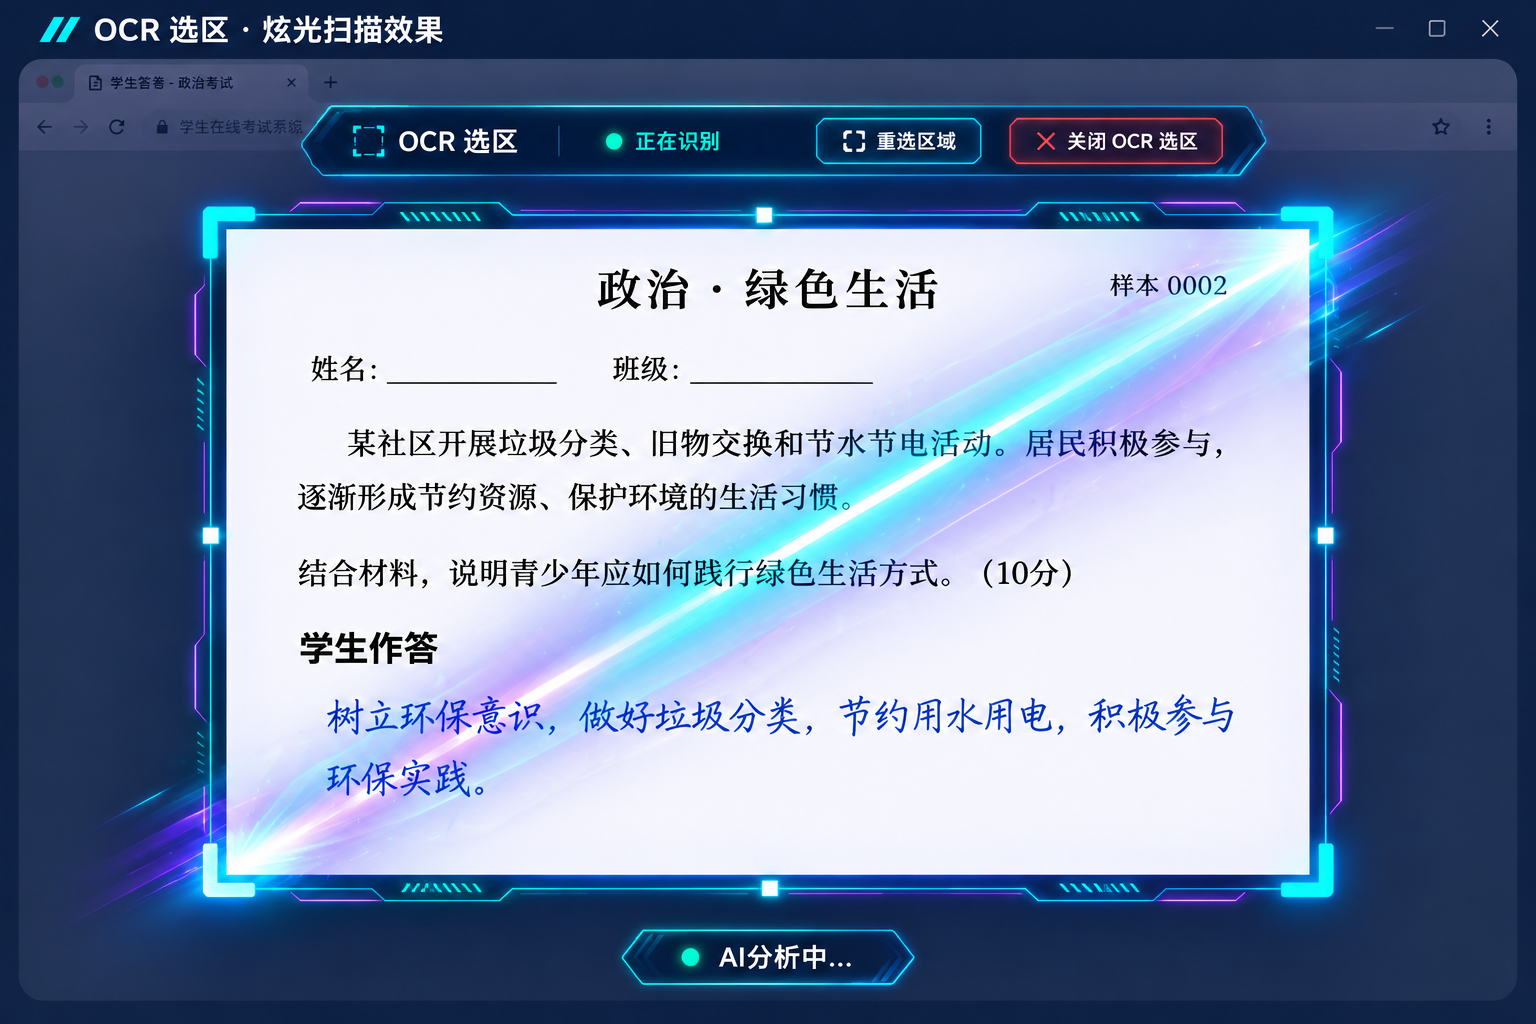 OCR 选区 · 炫光扫描效果
学生答卷 - 政治考试
学生在线考试系统
OCR 选区
正在识别
重选区域
关闭 OCR 选区
政治 · 绿色生活
样本 0002
姓名：____________ 班级：____________
某社区开展垃圾分类、旧物交换和节水节电活动。居民积极参与，
逐渐形成节约资源、保护环境的生活习惯。
结合材料，说明青少年应如何践行绿色生活方式。（10分）
学生作答
树立环保意识，做好垃圾分类，节约用水用电，积极参与
环保实践。
AI分析中...